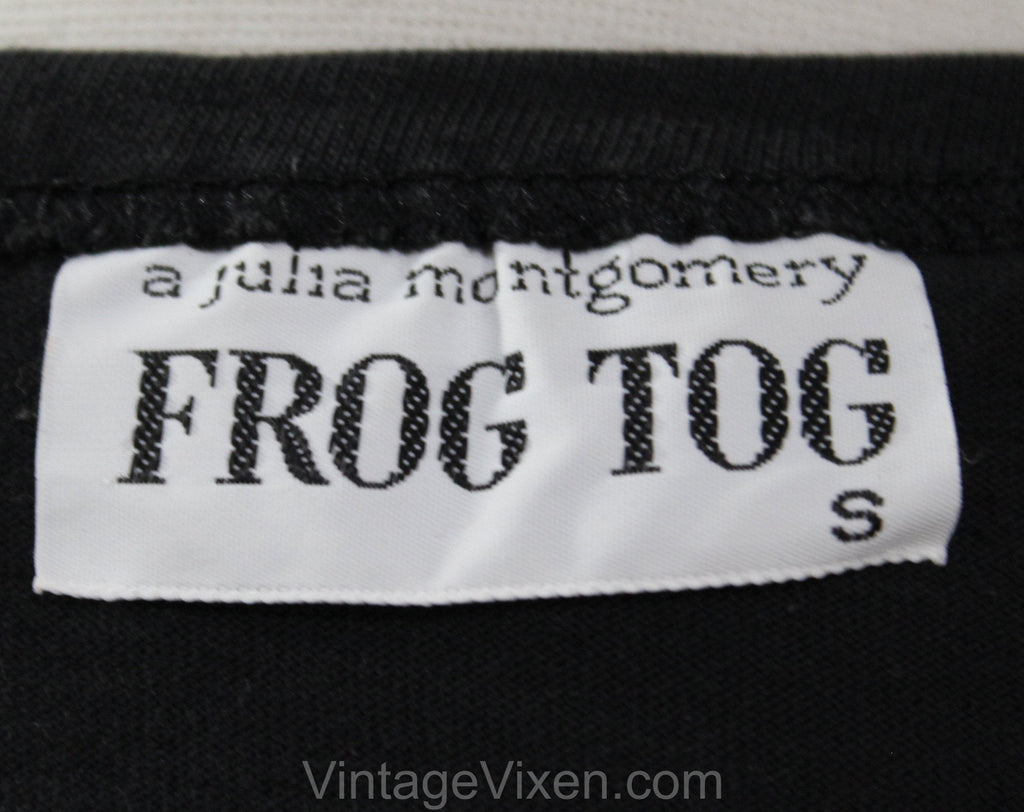 a julia montgomery
FROG TOG
S
VintageVixen.com